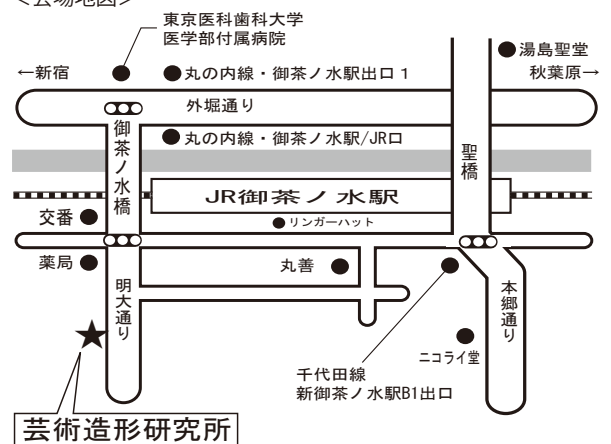 <会場地図>
東京医科歯科大学
医学部付属病院
湯島聖堂
←新宿
丸の内線・御茶ノ水駅出口1
秋葉原→
外堀通り
御茶ノ水橋
丸の内線・御茶ノ水駅/JR口
聖橋
JR御茶ノ水駅
交番
リンガーハット
薬局
丸善
明大通り
本郷通り
ニコライ堂
千代田線
新御茶ノ水駅B1出口
芸術造形研究所